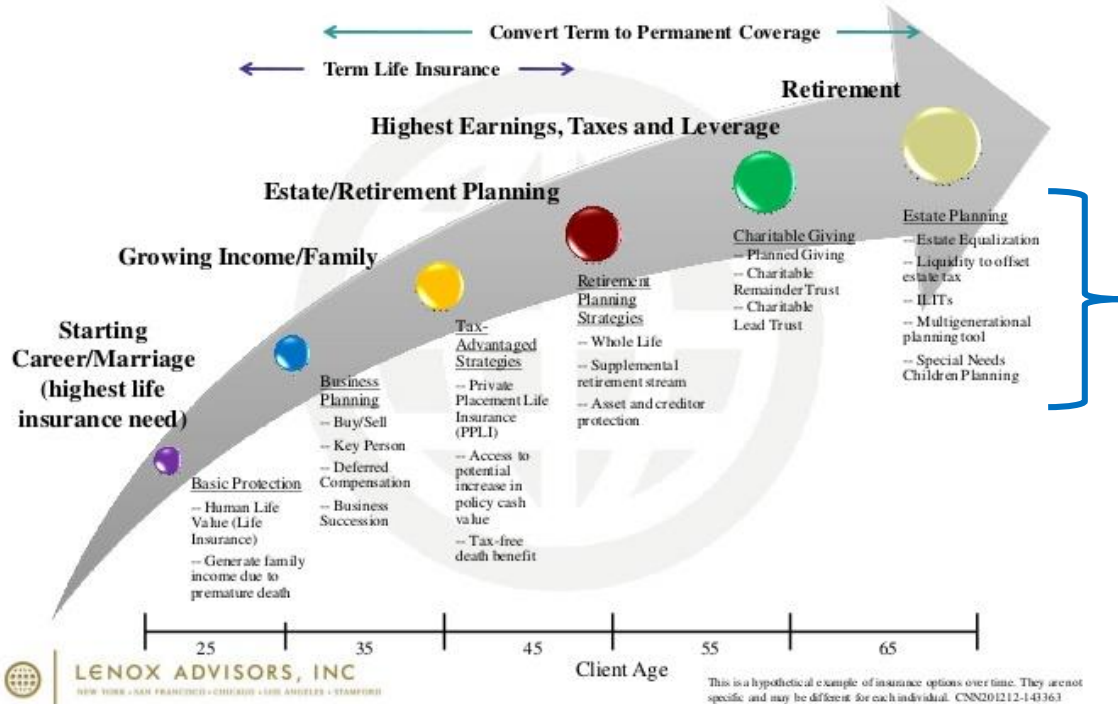 Convert Term to Permanent Coverage
Term Life Insurance
Retirement
Highest Earnings, Taxes and Leverage
Estate/Retirement Planning
Growing Income/Family
Starting
Career/Marriage
(highest life
insurance need)
Basic Protection
-- Human Life
Value (Life
Insurance)
-- Generate family
income due to
premature death
Business
Planning
-- Buy/Sell
-- Key Person
-- Deferred
Compensation
-- Business
Succession
Tax-
Advantaged
Strategies
-- Private
Placement Life
Insurance
(PPLI)
-- Access to
potential
increase in
policy cash
value
-- Tax-free
death benefit
Retirement
Planning
Strategies
-- Whole Life
-- Supplemental
retirement stream
-- Asset and creditor
protection
Charitable Giving
-- Planned Giving
-- Charitable
Remainder Trust
-- Charitable
Lead Trust
Estate Planning
-- Estate Equalization
-- Liquidity to offset
estate tax
-- ILITs
-- Multigenerational
planning tool
-- Special Needs
Children Planning
25 35 45 55 65
Client Age
LENOX ADVISORS, INC
NEW YORK • SAN FRANCISCO • CHICAGO • LOS ANGELES • STAMFORD
This is a hypothetical example of insurance options over time. They are not
specific and may be different for each individual. CNN201212-143363